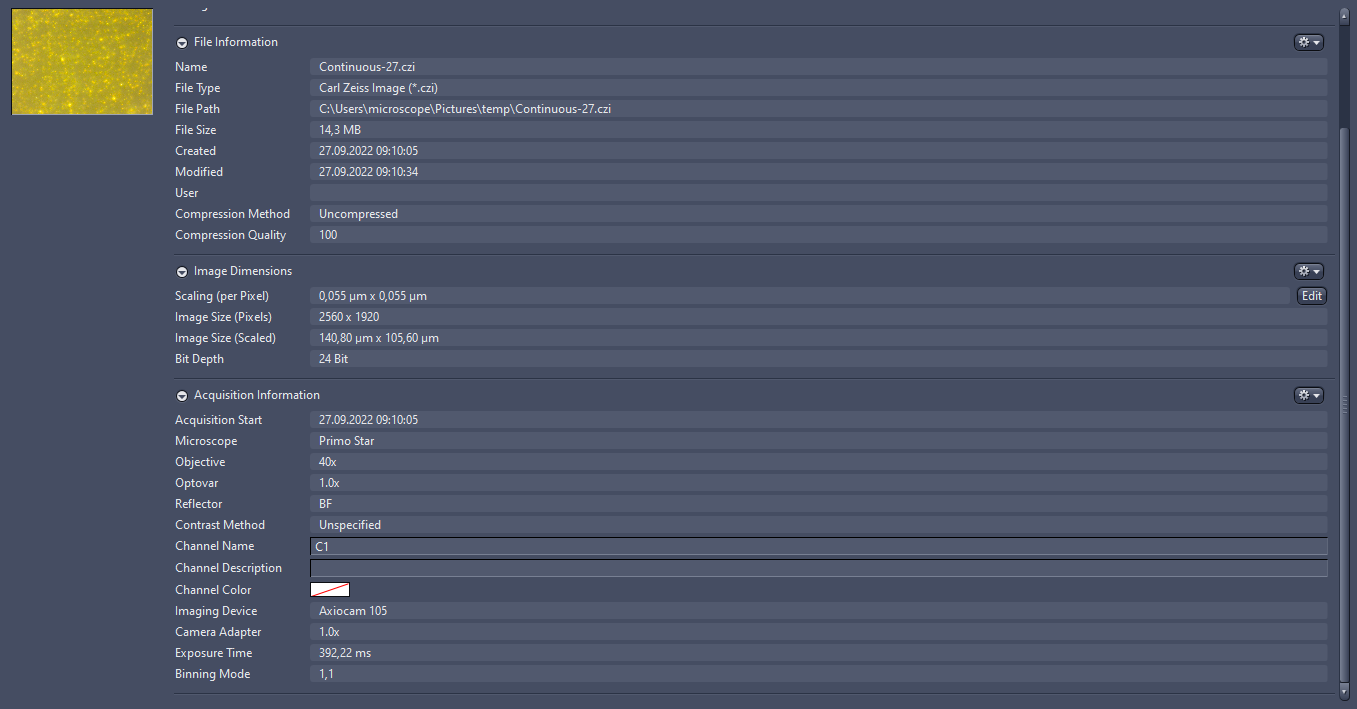 File Information
Name Continuous-27.czi
File Type Carl Zeiss Image (*.czi)
File Path C:\Users\microscope\Pictures\temp\Continuous-27.czi
File Size 14,3 MB
Created 27.09.2022 09:10:05
Modified 27.09.2022 09:10:34
User
Compression Method Uncompressed
Compression Quality 100
Image Dimensions
Scaling (per Pixel) 0,055 µm x 0,055 µm Edit
Image Size (Pixels) 2560 x 1920
Image Size (Scaled) 140,80 µm x 105,60 µm
Bit Depth 24 Bit
Acquisition Information
Acquisition Start 27.09.2022 09:10:05
Microscope Primo Star
Objective 40x
Optovar 1.0x
Reflector BF
Contrast Method Unspecified
Channel Name C1
Channel Description
Channel Color
Imaging Device Axiocam 105
Camera Adapter 1.0x
Exposure Time 392,22 ms
Binning Mode 1,1